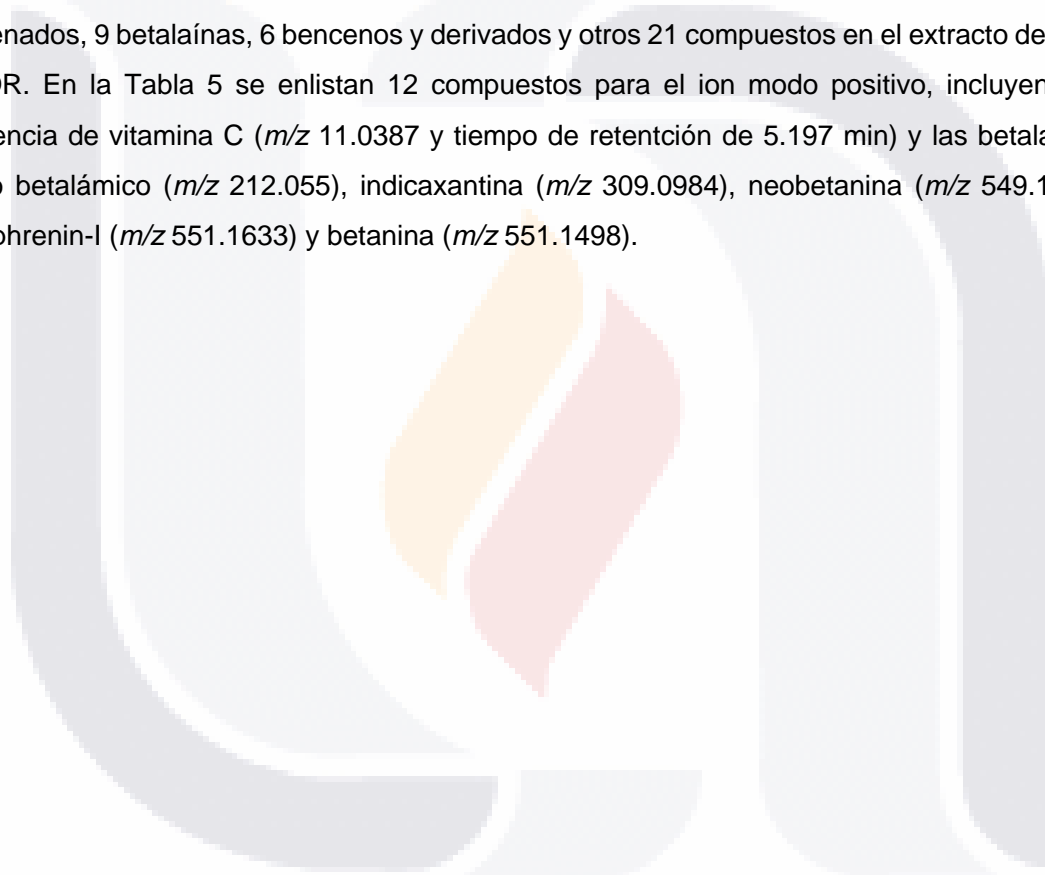 enados, 9 betalaínas, 6 bencenos y derivados y otros 21 compuestos en el extracto de
R. En la Tabla 5 se enlistan 12 compuestos para el ion modo positivo, incluyen
encia de vitamina C (m/z 11.0387 y tiempo de retentción de 5.197 min) y las betala
o betalámico (m/z 212.055), indicaxantina (m/z 309.0984), neobetanina (m/z 549.1
ohrenin-I (m/z 551.1633) y betanina (m/z 551.1498).